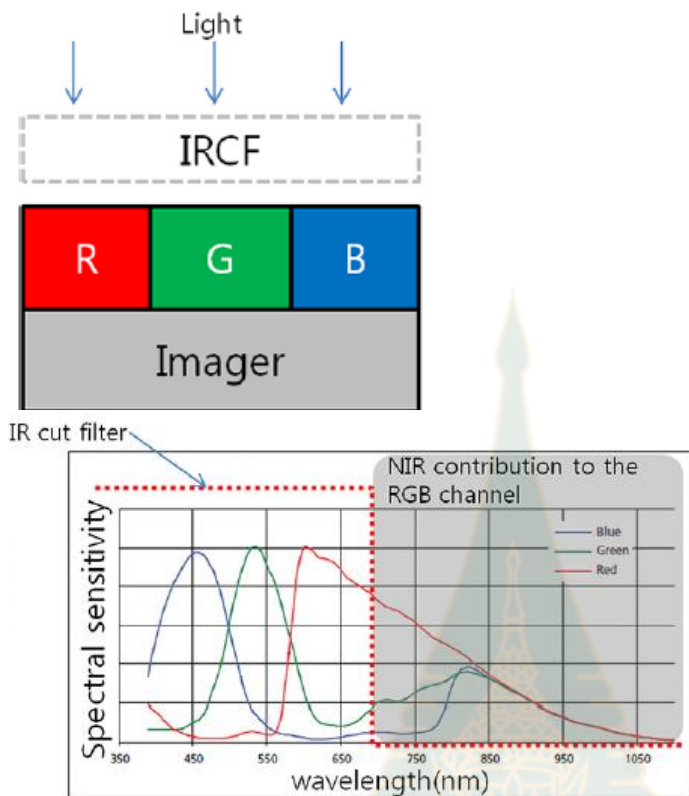 Light
IRCF
R G B
Imager
IR cut filter
NIR contribution to the
RGB channel
Blue
Green
Red
Spectral sensitivity
350 450 550 650 750 850 950 1050
wavelength(nm)